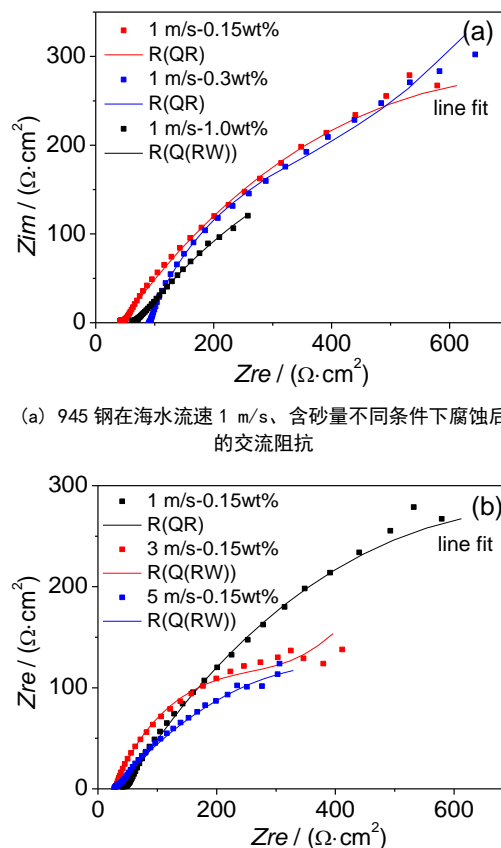 (a)
1 m/s-0.15wt%
R(QR)
1 m/s-0.3wt%
R(QR)
1 m/s-1.0wt%
R(Q(RW))
line fit
300
200
100
0
Zim / (Ω·cm²)
0 200 400 600
Zre / (Ω·cm²)
(a) 945 钢在海水流速 1 m/s、含砂量不同条件下腐蚀后
的交流阻抗
(b)
1 m/s-0.15wt%
R(QR)
3 m/s-0.15wt%
R(Q(RW))
5 m/s-0.15wt%
R(Q(RW))
line fit
300
200
100
0
Zre / (Ω·cm²)
0 200 400 600
Zre / (Ω·cm²)